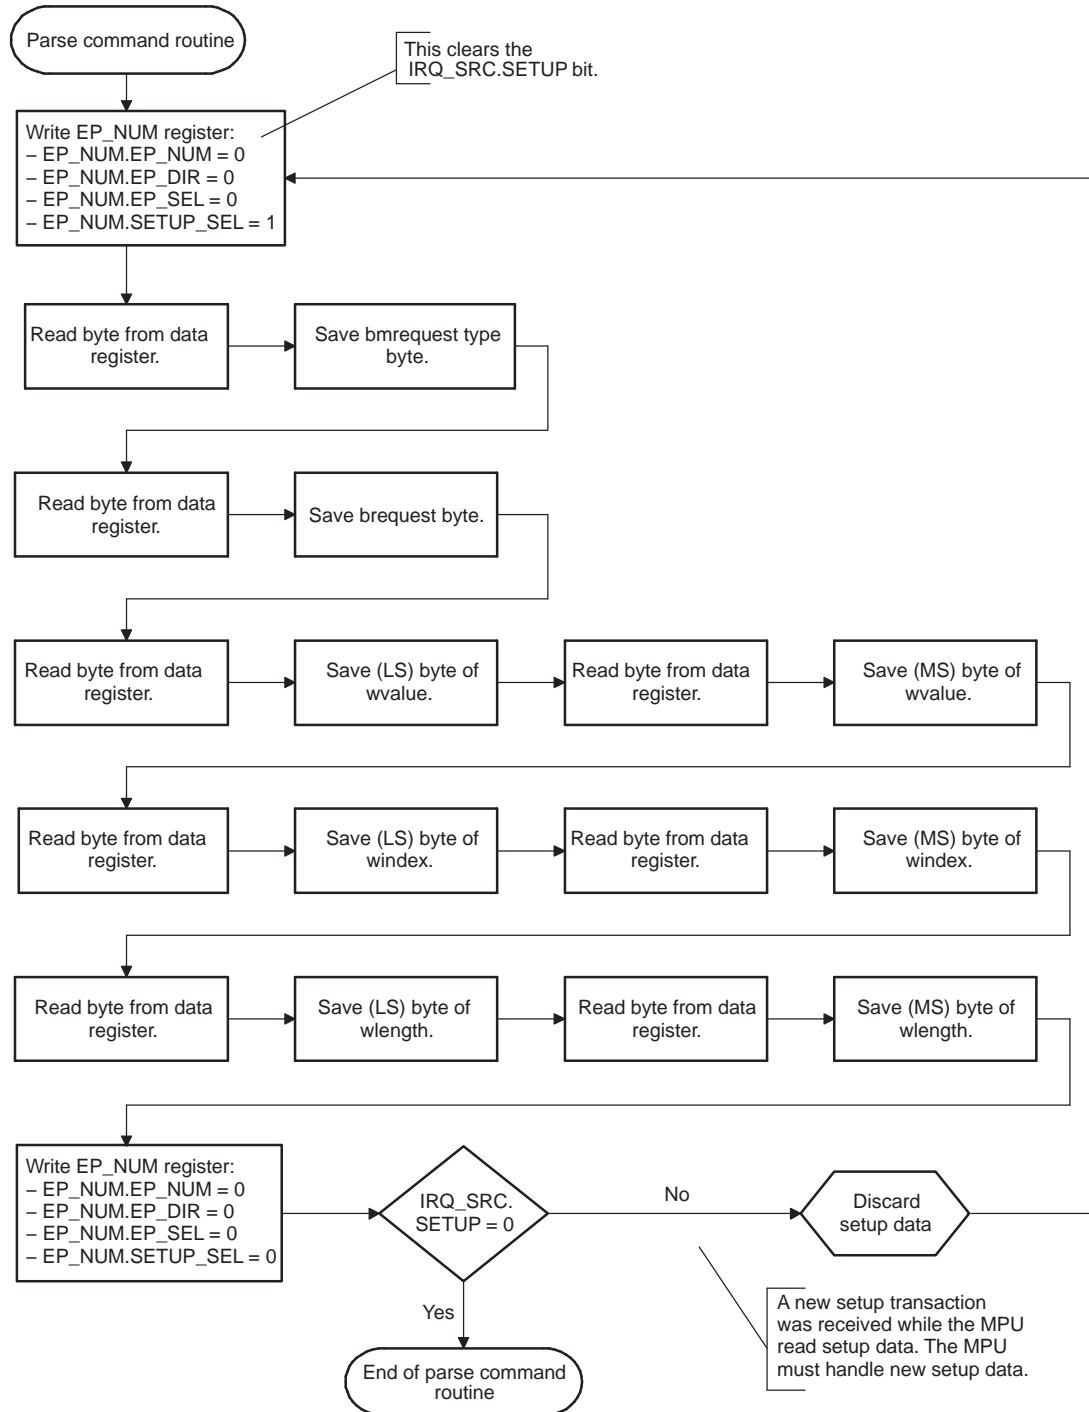 Parse command routine
This clears the
IRQ_SRC.SETUP bit.
Write EP_NUM register:
– EP_NUM.EP_NUM = 0
– EP_NUM.EP_DIR = 0
– EP_NUM.EP_SEL = 0
– EP_NUM.SETUP_SEL = 1
Read byte from data
register.
Save bmrequest type
byte.
Read byte from data
register.
Save brequest byte.
Read byte from data
register.
Save (LS) byte of
wvalue.
Read byte from data
register.
Save (MS) byte of
wvalue.
Read byte from data
register.
Save (LS) byte of
windex.
Read byte from data
register.
Save (MS) byte of
windex.
Read byte from data
register.
Save (LS) byte of
wlength.
Read byte from data
register.
Save (MS) byte of
wlength.
Write EP_NUM register:
– EP_NUM.EP_NUM = 0
– EP_NUM.EP_DIR = 0
– EP_NUM.EP_SEL = 0
– EP_NUM.SETUP_SEL = 0
IRQ_SRC.
SETUP = 0
No
Discard
setup data
Yes
A new setup transaction
was received while the MPU
read setup data. The MPU
must handle new setup data.
End of parse command
routine